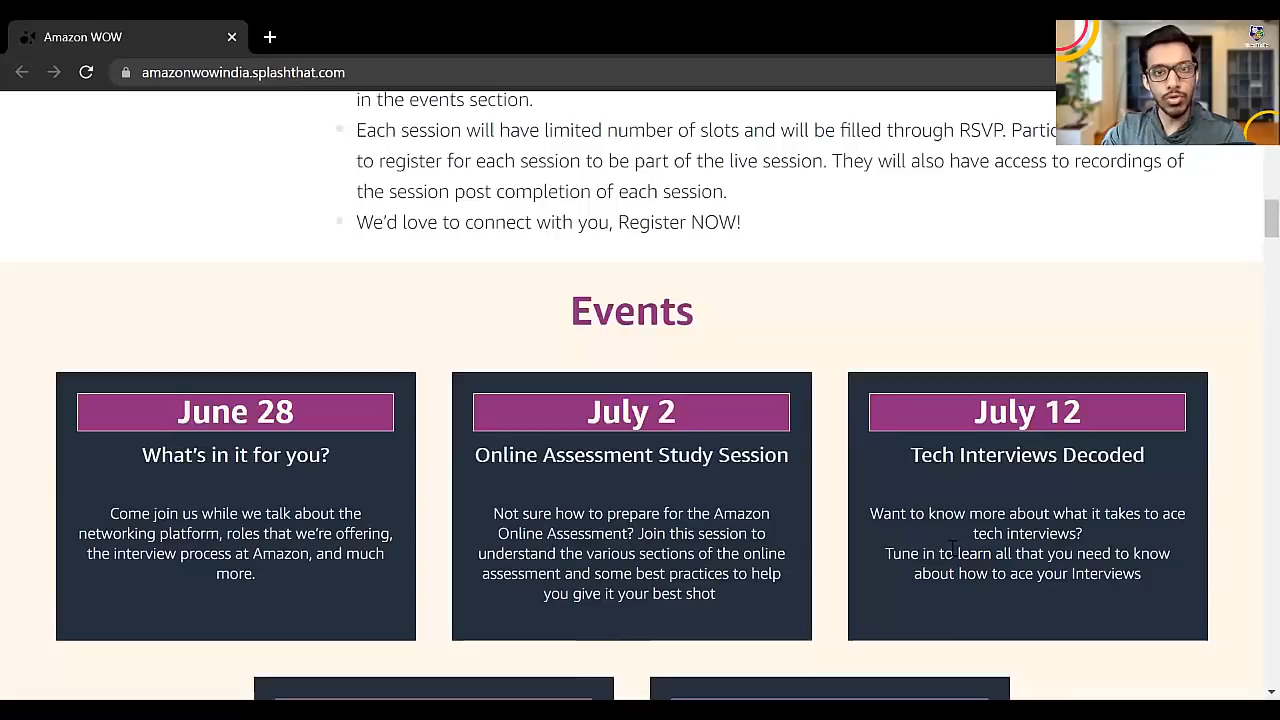 Amazon WOW
amazonwowindia.splashthat.com
in the events section.
Each session will have limited number of slots and will be filled through RSVP. Partic
to register for each session to be part of the live session. They will also have access to recordings of
the session post completion of each session.
We'd love to connect with you, Register NOW!
Events
June 28
What's in it for you?
Come join us while we talk about the
networking platform, roles that we're offering,
the interview process at Amazon, and much
more.
July 2
Online Assessment Study Session
Not sure how to prepare for the Amazon
Online Assessment? Join this session to
understand the various sections of the online
assessment and some best practices to help
you give it your best shot
July 12
Tech Interviews Decoded
Want to know more about what it takes to ace
tech interviews?
Tune in to learn all that you need to know
about how to ace your Interviews